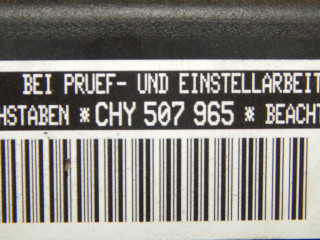 BEI PRUEF- UND EINSTELLARBEIT
HSTABEN *CHY 507 965 * BEACHT